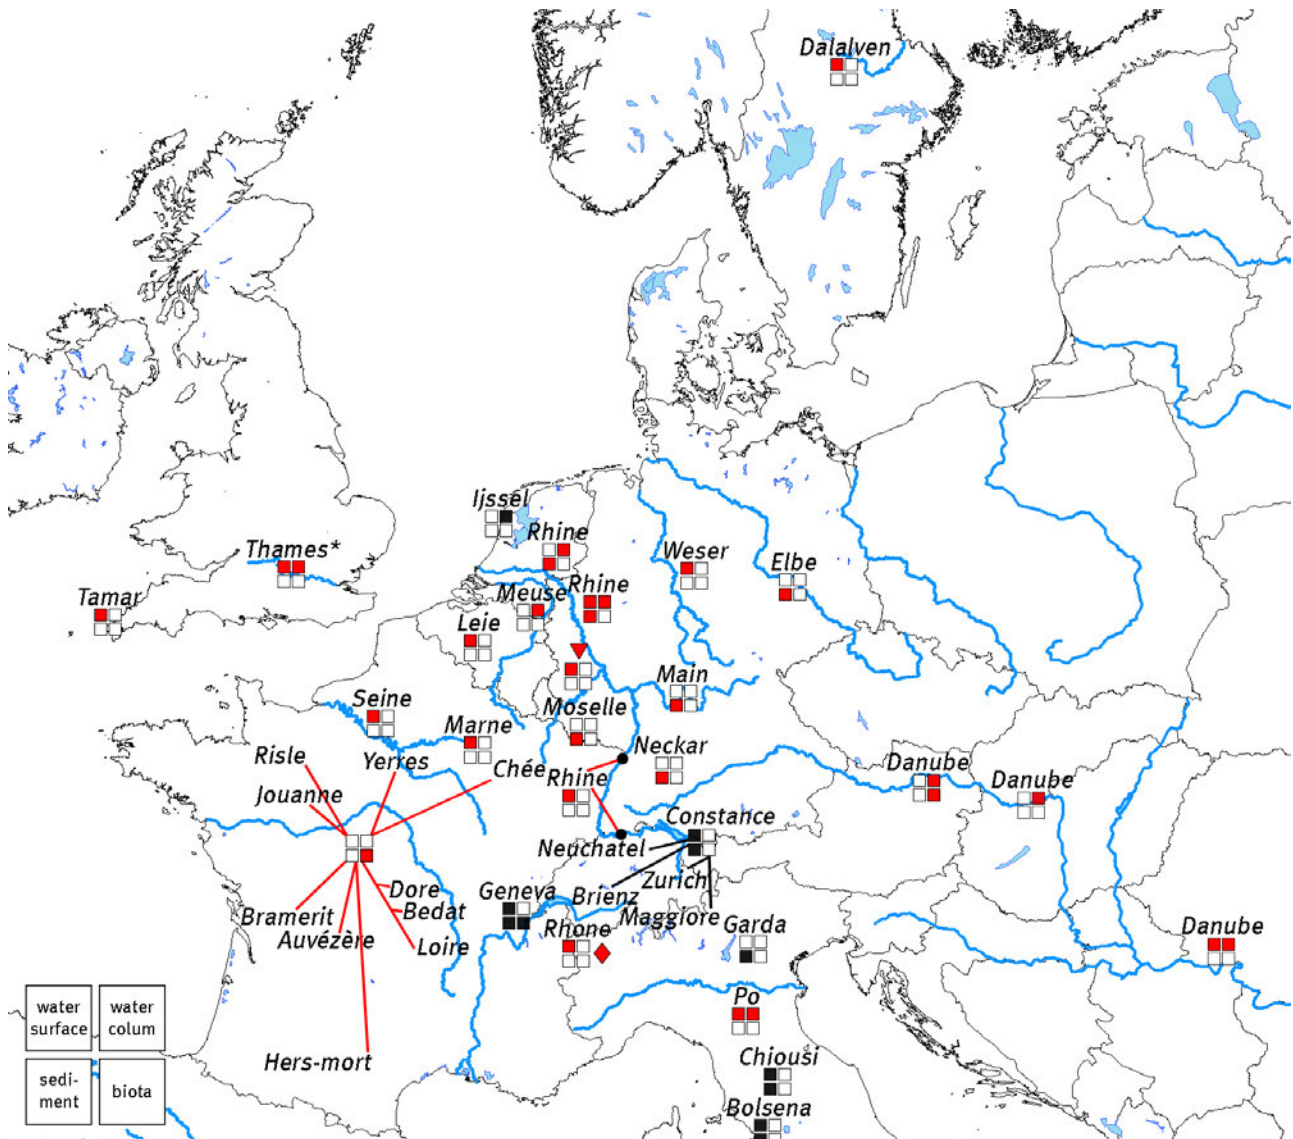 Dalalven
Ijssel
Rhine
Thames*
Weser
Elbe
Rhine
Meuse
Tamar
Leie
Main
Seine
Moselle
Marne
Neckar
Risle
Yerres
Chée
Rhine
Danube
Danube
Jouanne
Constance
Neuchatel
Zurich
Dore
Geneva
Brienz
Bedat
Bramerit
Maggiore
Garda
Auvézère
Loire
Rhone
Danube
Po
water
surface
water
colum
Hers-mort
Chiousi
sedi-
ment
biota
Bolsena